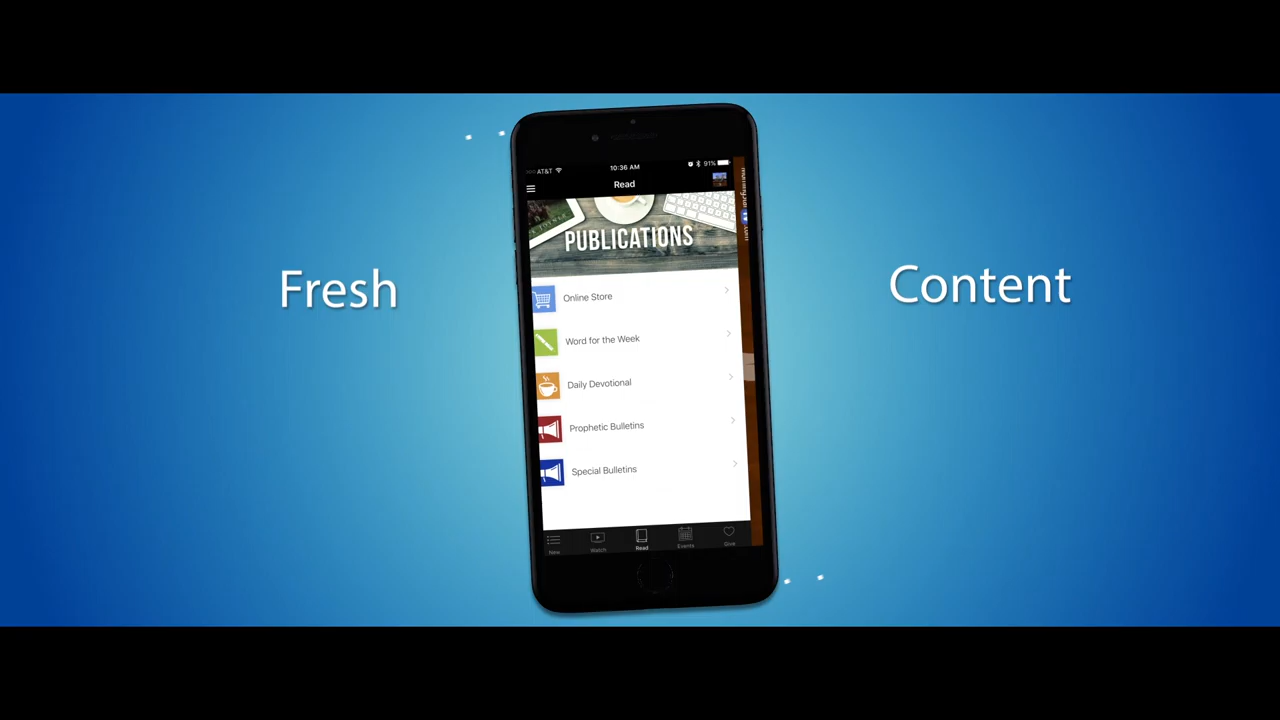 Fresh
Content
AT&T
10:36 AM
91%
Read
PUBLICATIONS
Online Store
Word for the Week
Daily Devotional
Prophetic Bulletins
Special Bulletins
New
Watch
Read
Events
Give